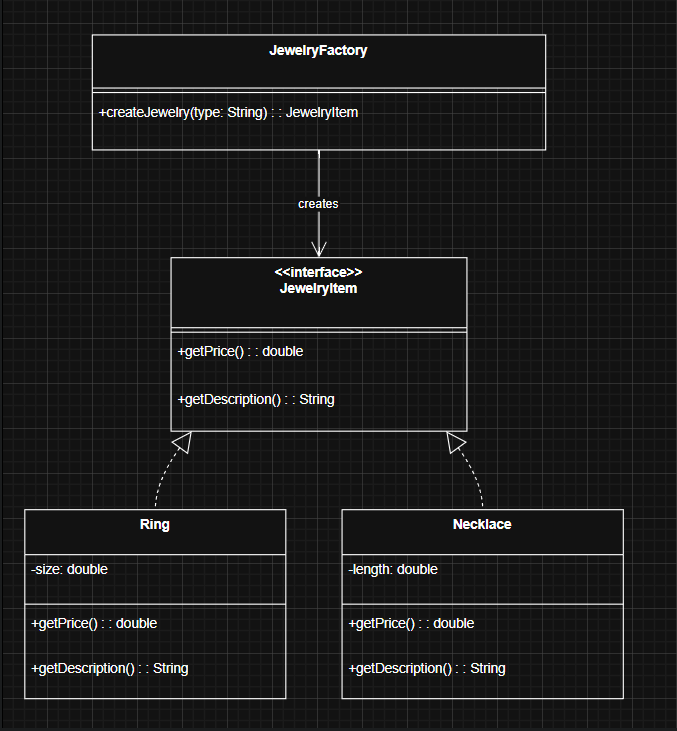 JewelryFactory
+createJewelry(type: String) : : JewelryItem
creates
<<interface>>
JewelryItem
+getPrice() : : double
+getDescription() : : String
Ring
-size: double
+getPrice() : : double
+getDescription() : : String
Necklace
-length: double
+getPrice() : : double
+getDescription() : : String